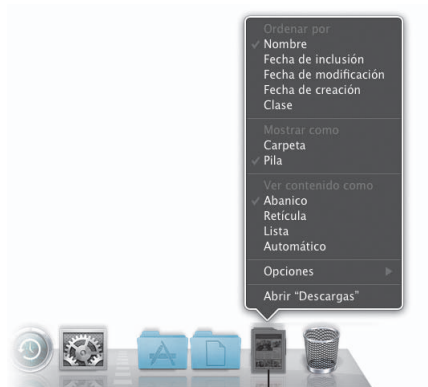 Ordenar por
✓ Nombre
Fecha de inclusión
Fecha de modificación
Fecha de creación
Clase
Mostrar como
Carpeta
✓ Pila
Ver contenido como
✓ Abanico
Retícula
Lista
Automático
Opciones
Abrir “Descargas”